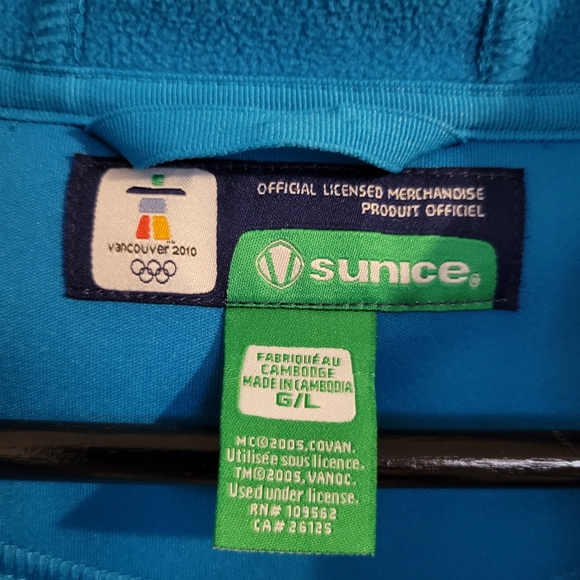 OFFICIAL LICENSED MERCHANDISE
PRODUIT OFFICIEL
vancouver 2010
sunice
FABRIQUÉ AU
CAMBODGE
MADE IN CAMBODIA
G/L
MC©2005, COVAN.
Utilisée sous licence.
TM©2005, VANOC.
Used under license.
RN# 109562
CA# 26125